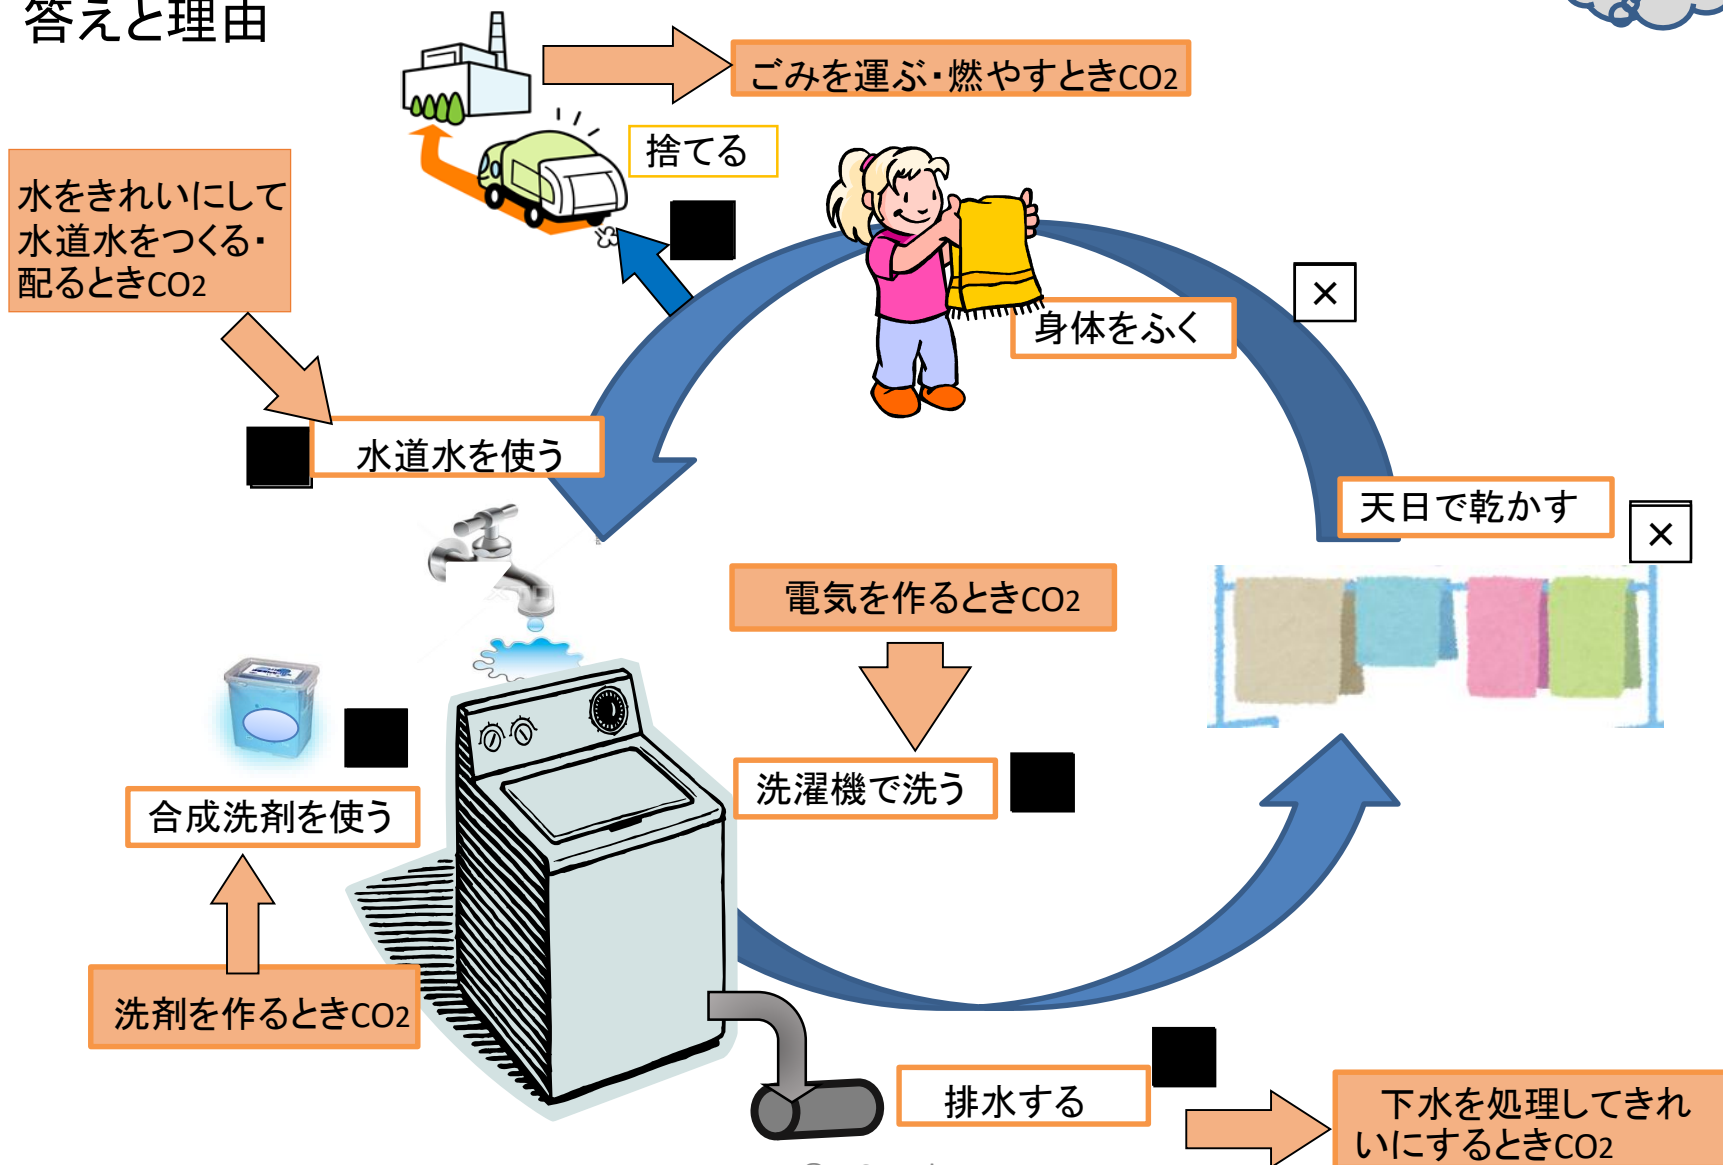 答えと理由
ごみを運ぶ・燃やすときCO2
捨てる
水をきれいにして
水道水をつくる・
配るときCO2
×
身体をふく
水道水を使う
天日で乾かす
×
電気を作るときCO2
洗濯機で洗う
合成洗剤を使う
洗剤を作るときCO2
排水する
下水を処理してきれ
いにするときCO2